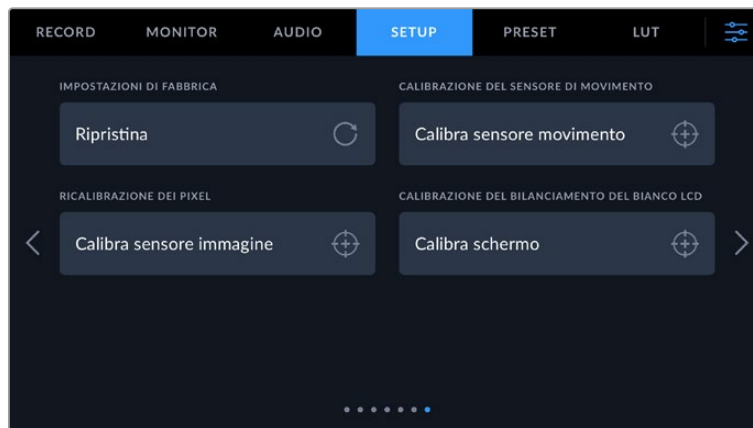 RECORD MONITOR AUDIO SETUP PRESET LUT
IMPOSTAZIONI DI FABBRICA
Ripristina
CALIBRAZIONE DEL SENSORE DI MOVIMENTO
Calibra sensore movimento
RICALIBRAZIONE DEI PIXEL
Calibra sensore immagine
CALIBRAZIONE DEL BILANCIAMENTO DEL BIANCO LCD
Calibra schermo